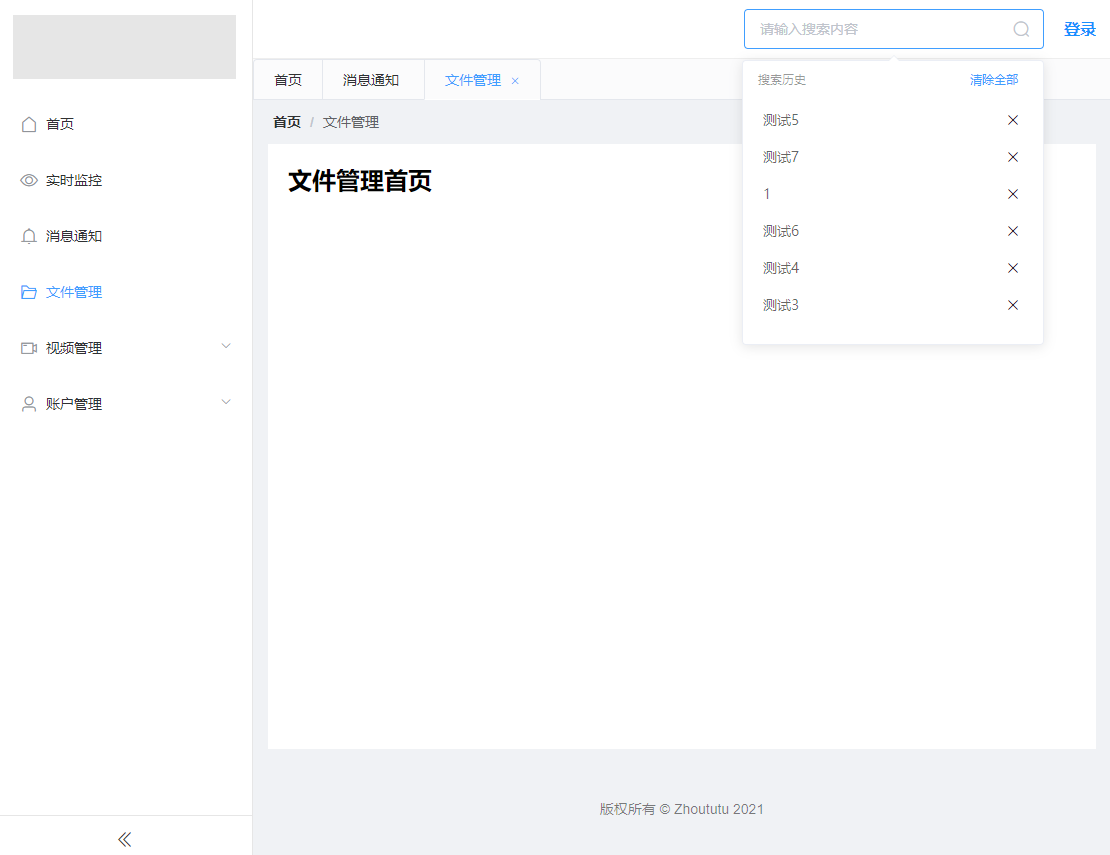 首页
实时监控
消息通知
文件管理
视频管理
账户管理
请输入搜索内容
登录
首页 消息通知 文件管理
首页 / 文件管理
文件管理首页
搜索历史 清除全部
测试5
测试7
1
测试6
测试4
测试3
版权所有 © Zhoututu 2021